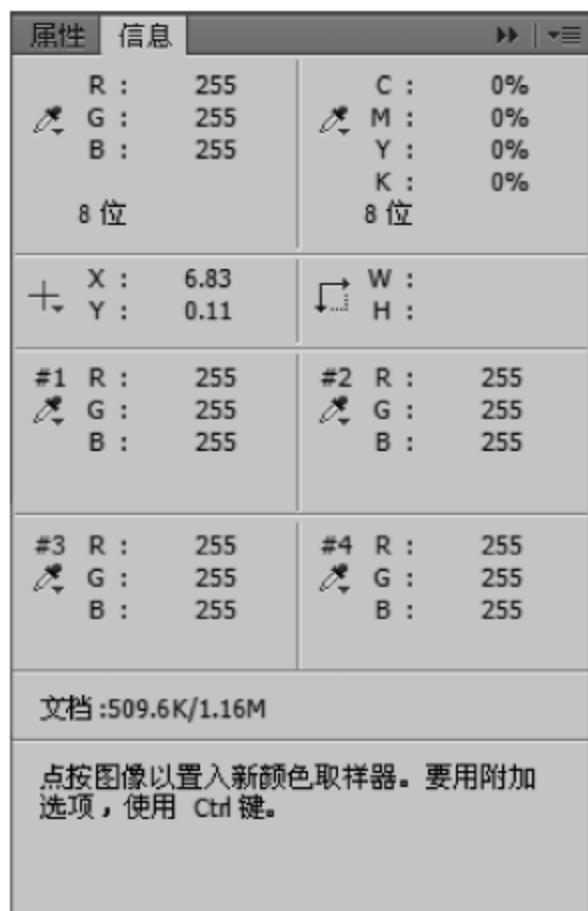 属性 信息
R : 255 C : 0%
G : 255 M : 0%
B : 255 Y : 0%
K : 0%
8 位 8 位
X : 6.83 W :
Y : 0.11 H :
#1 R : 255 #2 R : 255
G : 255 G : 255
B : 255 B : 255
#3 R : 255 #4 R : 255
G : 255 G : 255
B : 255 B : 255
文档 :509.6K/1.16M
点按图像以置入新颜色取样器。要用附加
选项，使用 Ctrl 键。